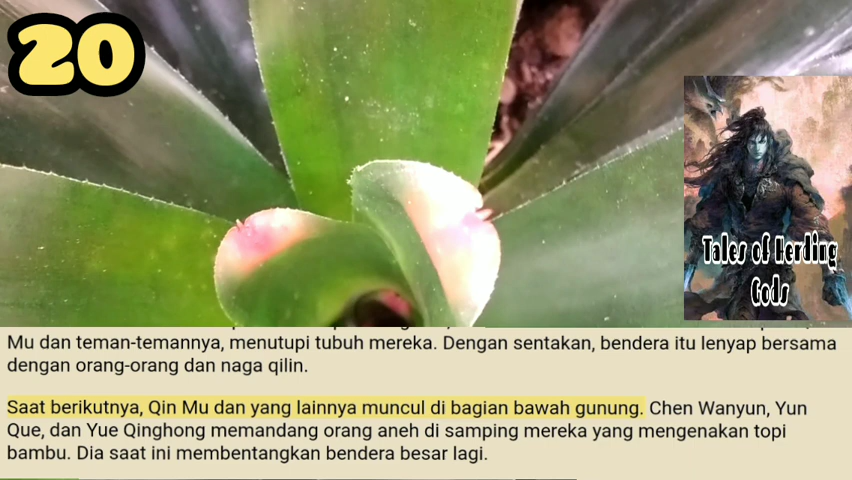 20
Tales of Herding
Gods
Mu dan teman-temannya, menutupi tubuh mereka. Dengan sentakan, bendera itu lenyap bersama
dengan orang-orang dan naga qilin.
Saat berikutnya, Qin Mu dan yang lainnya muncul di bagian bawah gunung. Chen Wanyun, Yun
Que, dan Yue Qinghong memandang orang aneh di samping mereka yang mengenakan topi
bambu. Dia saat ini membentangkan bendera besar lagi.